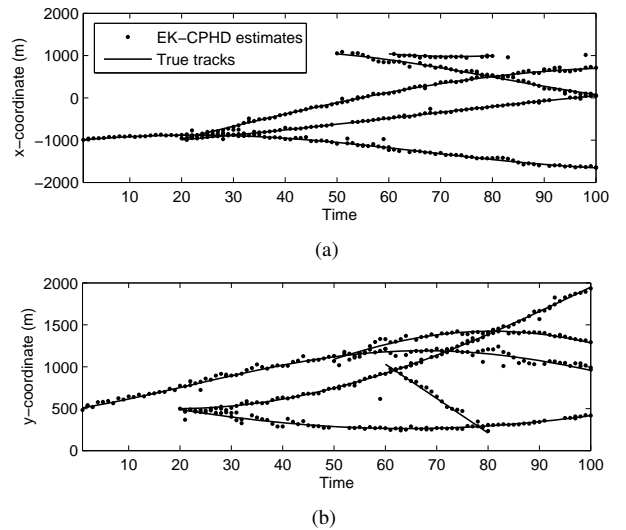 2000
1000
0
−1000
−2000
x−coordinate (m)
EK−CPHD estimates
True tracks
10 20 30 40 50 60 70 80 90 100
Time
(a)
2000
1500
1000
500
0
y−coordinate (m)
10 20 30 40 50 60 70 80 90 100
Time
(b)